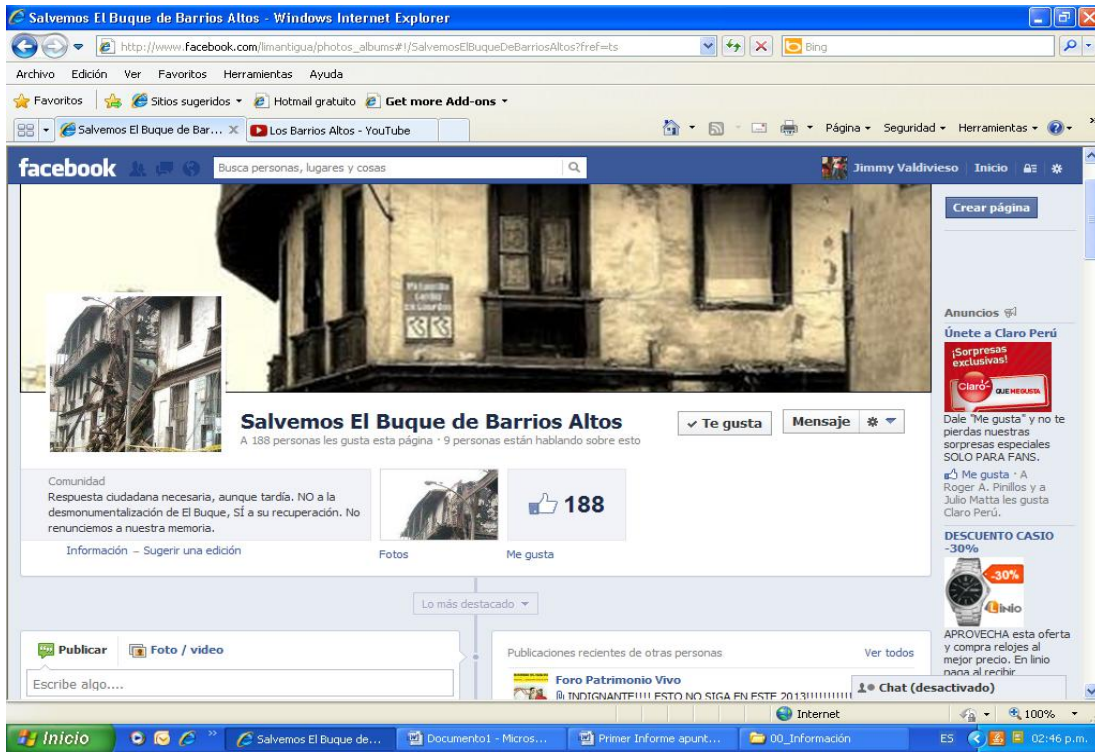 Salvemos El Buque de Barrios Altos - Windows Internet Explorer
http://www.facebook.com/limantigua/photos_albums#!/SalvemosElBuqueDeBarriosAltos?fref=ts
Bing
Archivo Edición Ver Favoritos Herramientas Ayuda
Favoritos Sitios sugeridos Hotmail gratuito Get more Add-ons
Salvemos El Buque de Bar... Los Barrios Altos - YouTube
Página Seguridad Herramientas
facebook Busca personas, lugares y cosas Jimmy Valdivieso Inicio
Crear página
Salvemos El Buque de Barrios Altos
A 188 personas les gusta esta página · 9 personas están hablando sobre esto
Te gusta Mensaje
Comunidad
Respuesta ciudadana necesaria, aunque tardía. NO a la
desmonumentalización de El Buque, SÍ a su recuperación. No
renunciemos a nuestra memoria.
Información – Sugerir una edición
Fotos
188
Me gusta
Lo más destacado
Publicar Foto / video
Escribe algo....
Publicaciones recientes de otras personas Ver todos
Foro Patrimonio Vivo
INDIGNANTE!!!! ESTO NO SIGA EN ESTE 2013!!!!!!!!!!!
Anuncios
Únete a Claro Perú
¡Sorpresas
exclusivas!
Claro QUE ME GUSTA
Dale "Me gusta" y no te
pierdas nuestras
sorpresas especiales
SOLO PARA FANS.
Me gusta · A
Roger A. Pinillos y a
Julio Matta les gusta
Claro Perú.
DESCUENTO CASIO
-30%
-30%
Linio
APROVECHA esta oferta
y compra relojes al
mejor precio. En linio
paga al recibir
Chat (desactivado)
Internet 100%
Inicio Salvemos El Buque de... Documento1 - Micros... Primer Informe apunt... 00_Información ES 02:46 p.m.